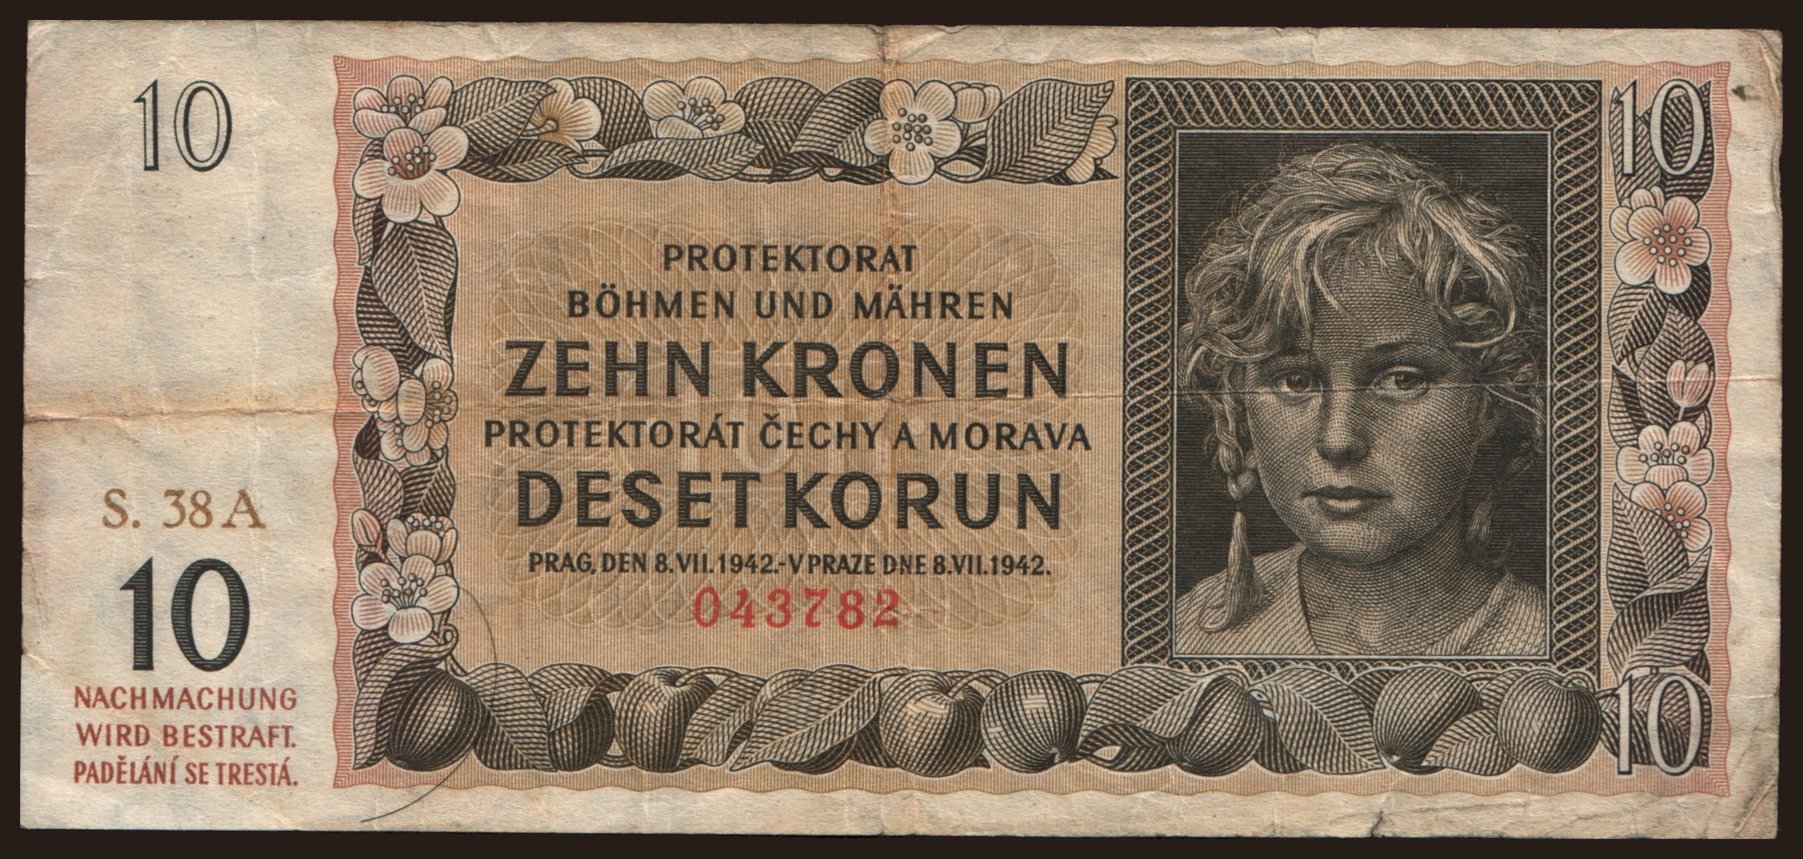 10
10
PROTEKTORAT
BÖHMEN UND MÄHREN
ZEHN KRONEN
PROTEKTORÁT ČECHY A MORAVA
DESET KORUN
PRAG, DEN 8. VII. 1942.-V PRAZE DNE 8. VII. 1942.
043782
S. 38 A
10
NACHMACHUNG
WIRD BESTRAFT.
PADĚLÁNÍ SE TRESTÁ.
10